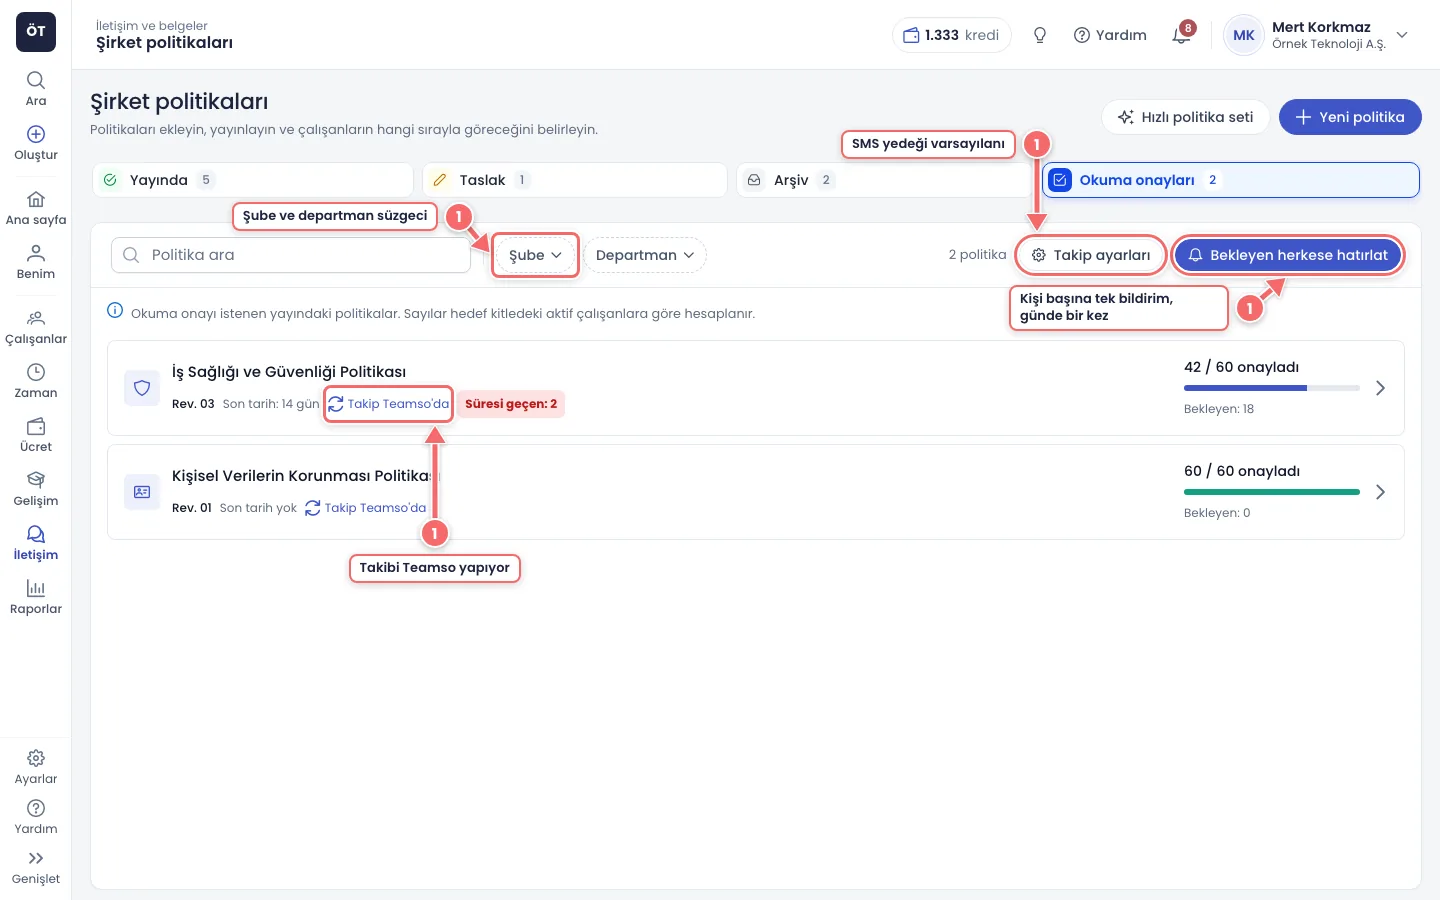 ÖT
Ara
Oluştur
Ana sayfa
Benim
Çalışanlar
Zaman
Ücret
Gelişim
İletişim
Raporlar
Ayarlar
Yardım
Genişlet
İletişim ve belgeler
Şirket politikaları
1.333 kredi
Yardım
8
MK
Mert Korkmaz
Örnek Teknoloji A.Ş.
Şirket politikaları
Politikaları ekleyin, yayınlayın ve çalışanların hangi sırayla göreceğini belirleyin.
Hızlı politika seti
Yeni politika
SMS yedeği varsayılanı
1
Yayında 5
Taslak 1
Arşiv 2
Okuma onayları 2
Şube ve departman süzgeci
1
Politika ara
Şube
Departman
2 politika
Takip ayarları
Bekleyen herkese hatırlat
Kişi başına tek bildirim,
günde bir kez
1
Okuma onayı istenen yayındaki politikalar. Sayılar hedef kitledeki aktif çalışanlara göre hesaplanır.
İş Sağlığı ve Güvenliği Politikası
Rev. 03 Son tarih: 14 gün Takip Teamso'da Süresi geçen: 2
42 / 60 onayladı
Bekleyen: 18
Kişisel Verilerin Korunması Politikası
Rev. 01 Son tarih yok Takip Teamso'da
60 / 60 onayladı
Bekleyen: 0
1
Takibi Teamso yapıyor